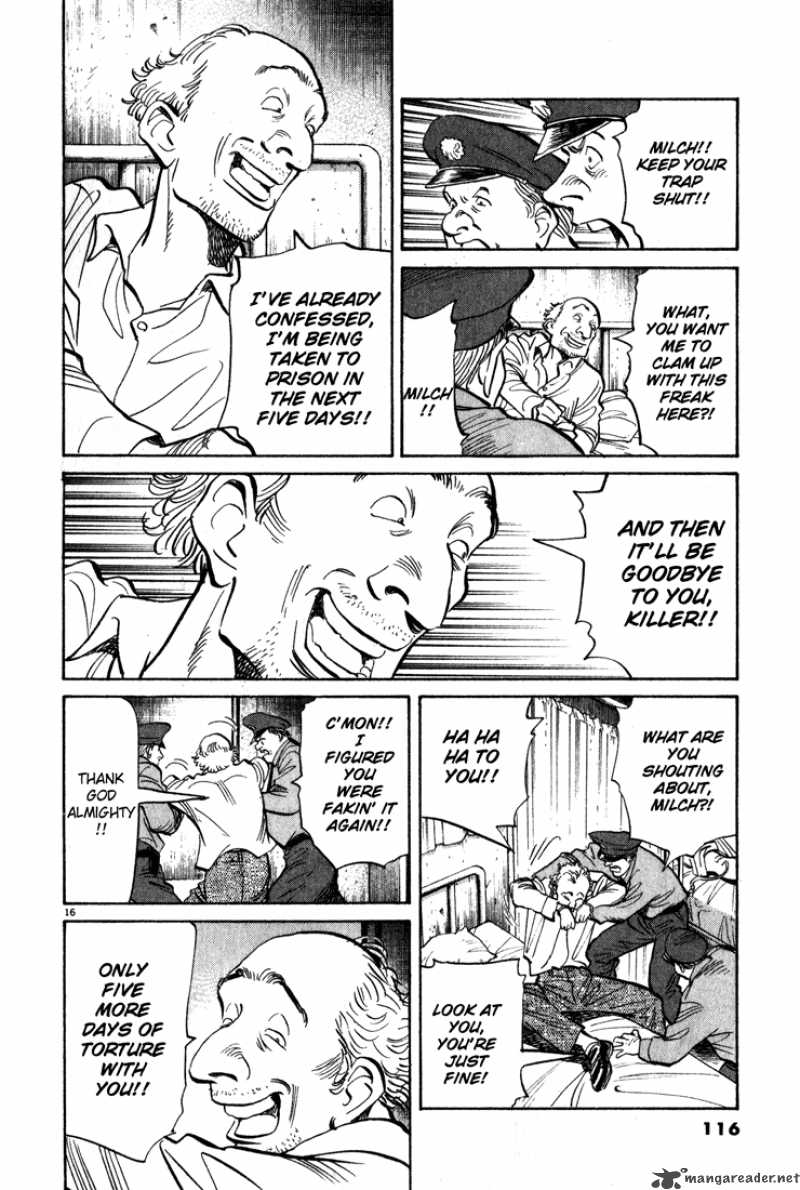 MILCH!!
KEEP YOUR
TRAP
SHUT!!
WHAT,
YOU WANT
ME TO
CLAM UP
WITH THIS
FREAK
HERE?!
MILCH
!!
I'VE ALREADY
CONFESSED,
I'M BEING
TAKEN TO
PRISON IN
THE NEXT
FIVE DAYS!!
AND THEN
IT'LL BE
GOODBYE
TO YOU,
KILLER!!
WHAT ARE
YOU
SHOUTING
ABOUT,
MILCH?!
HA HA
HA TO
YOU!!
LOOK AT
YOU,
YOU'RE
JUST
FINE!
C'MON!!
I
FIGURED
YOU
WERE
FAKIN' IT
AGAIN!!
THANK
GOD
ALMIGHTY
!!
16
ONLY
FIVE
MORE
DAYS OF
TORTURE
WITH
YOU!!
116
mangareader.net